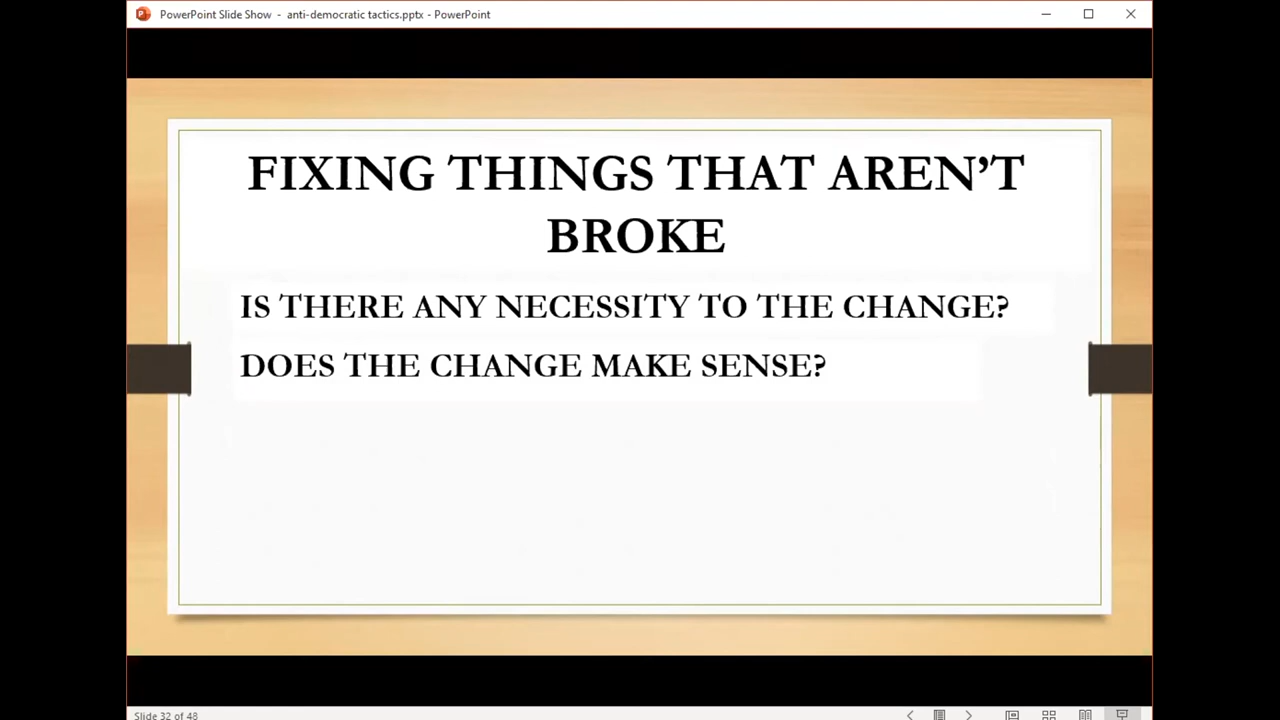 PowerPoint Slide Show - anti-democratic tactics.pptx - PowerPoint
FIXING THINGS THAT AREN’T
BROKE
IS THERE ANY NECESSITY TO THE CHANGE?
DOES THE CHANGE MAKE SENSE?
Slide 32 of 48